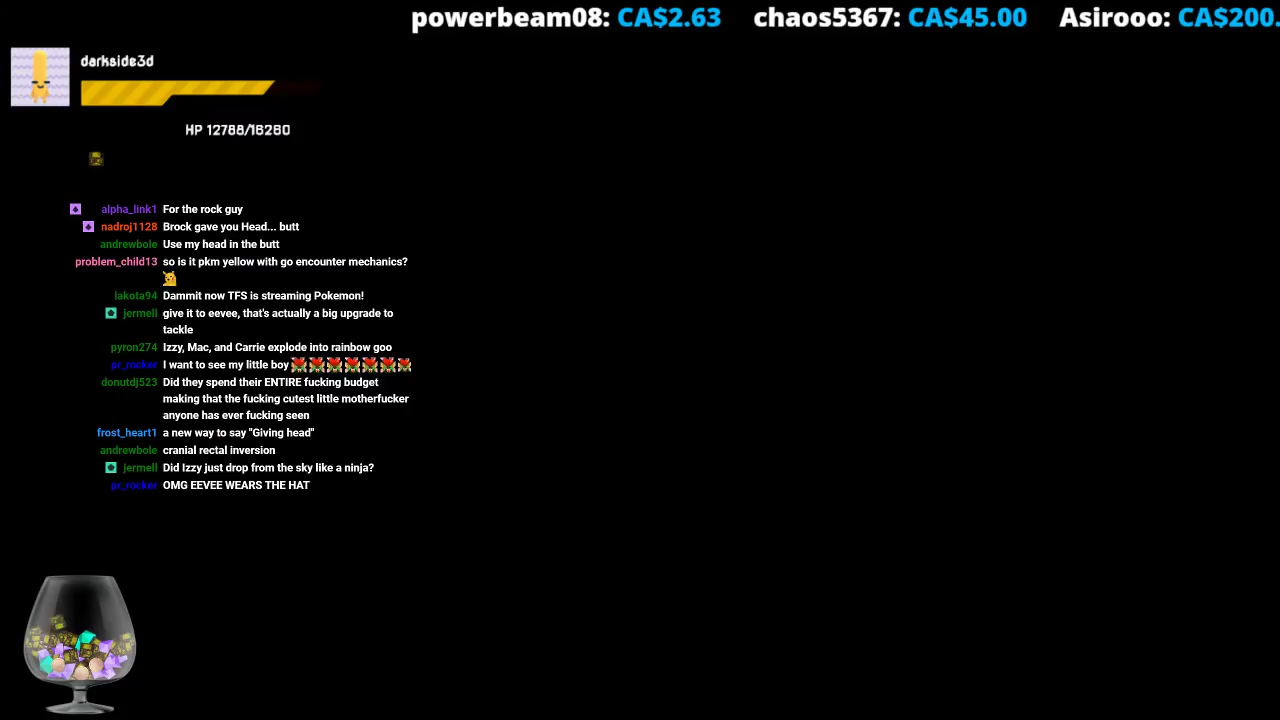 powerbeam08: CA$2.63 chaos5367: CA$45.00 Asirooo: CA$200.
darkside3d
HP 12788/16260
alpha_link1 For the rock guy
nadroj1128 Brock gave you Head... butt
andrewbole Use my head in the butt
problem_child13 so is it pkm yellow with go encounter mechanics?
lakota94 Dammit now TFS is streaming Pokemon!
jermell give it to eevee, that's actually a big upgrade to
tackle
pyron274 Izzy, Mac, and Carrie explode into rainbow goo
pr_rocker I want to see my little boy
donutdj523 Did they spend their ENTIRE fucking budget
making that the fucking cutest little motherfucker
anyone has ever fucking seen
frost_heart1 a new way to say "Giving head"
andrewbole cranial rectal inversion
jermell Did Izzy just drop from the sky like a ninja?
pr_rocker OMG EEVEE WEARS THE HAT